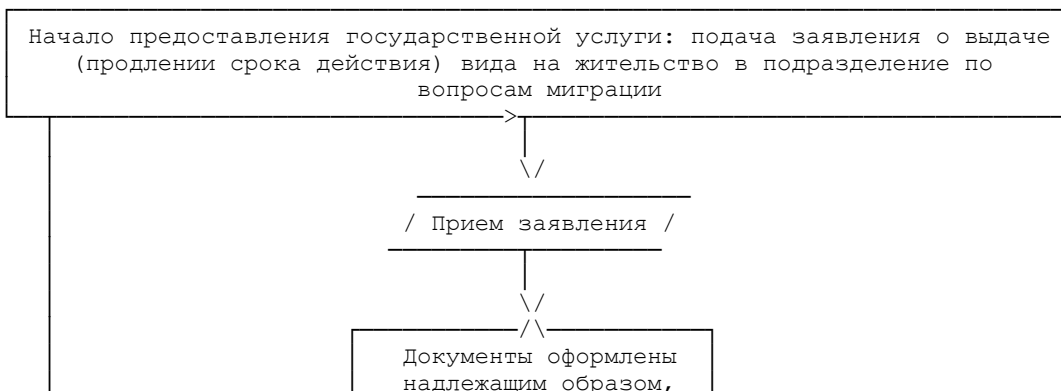 Начало предоставления государственной услуги: подача заявления о выдаче
(продлении срока действия) вида на жительство в подразделение по
вопросам миграции
/ Прием заявления /
Документы оформлены
надлежащим образом,